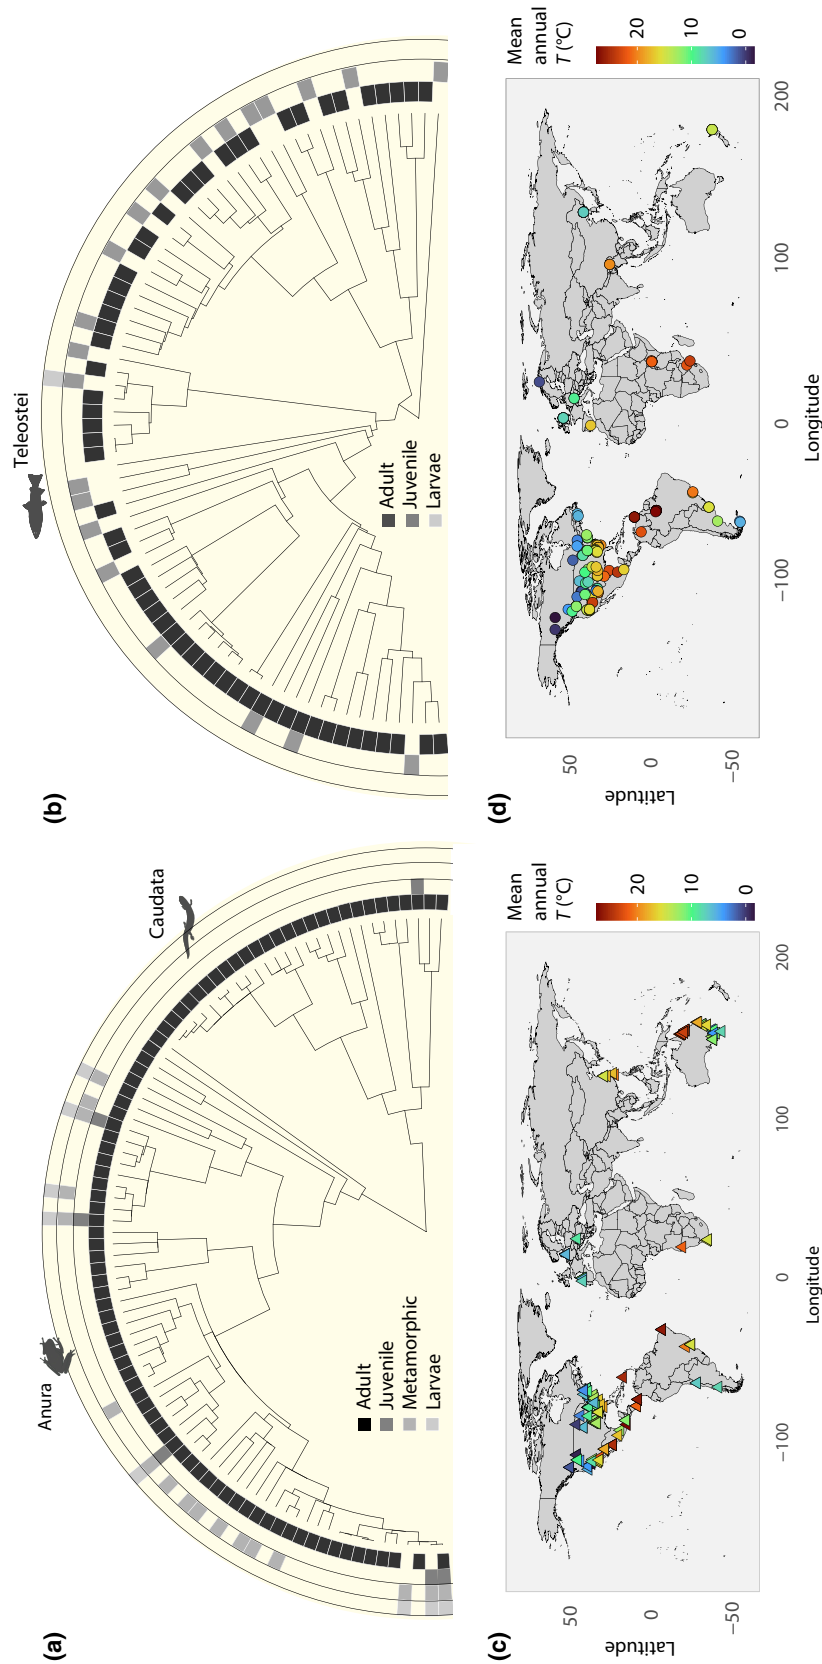 (a)
Anura
Caudata
Adult
Juvenile
Metamorphic
Larvae
(b)
Teleostei
Adult
Juvenile
Larvae
(c)
Latitude
50
0
−50
−100
0
100
200
Longitude
Mean
annual
T (°C)
20
10
0
(d)
Latitude
50
0
−50
−100
0
100
200
Longitude
Mean
annual
T (°C)
20
10
0